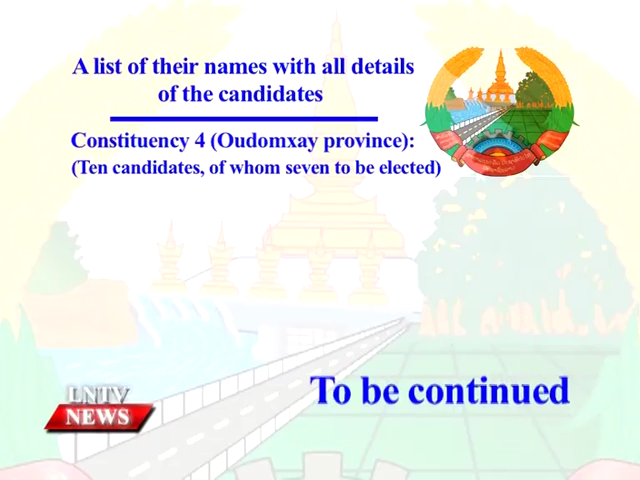 A list of their names with all details
of the candidates
Constituency 4 (Oudomxay province):
(Ten candidates, of whom seven to be elected)
To be continued
LNTV
NEWS